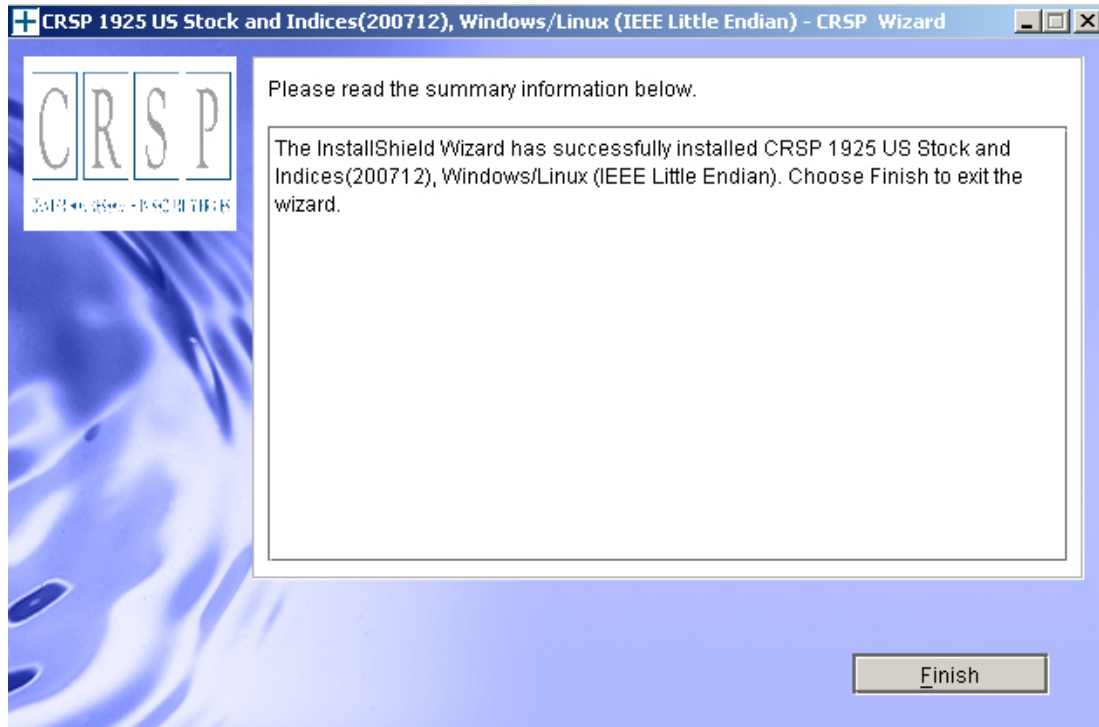 CRSP 1925 US Stock and Indices(200712), Windows/Linux (IEEE Little Endian) - CRSP Wizard
CRSP
Please read the summary information below.
The InstallShield Wizard has successfully installed CRSP 1925 US Stock and
Indices(200712), Windows/Linux (IEEE Little Endian). Choose Finish to exit the
wizard.
Finish